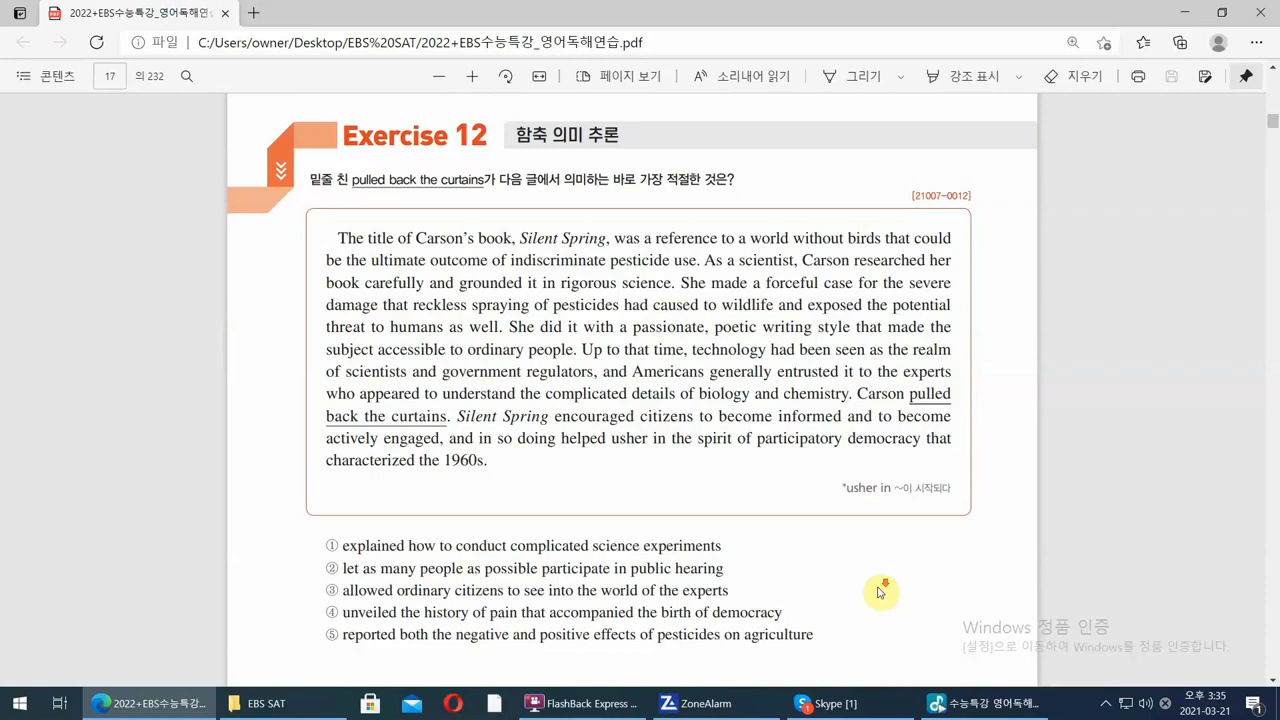 2022+EBS수능특강_영어독해연습
파일 C:/Users/owner/Desktop/EBS%20SAT/2022+EBS수능특강_영어독해연습.pdf
콘텐츠 17 의 232 페이지 보기 소리내어 읽기 그리기 강조 표시 지우기
Exercise 12 함축 의미 추론
밑줄 친 pulled back the curtains가 다음 글에서 의미하는 바로 가장 적절한 것은?
[21007-0012]
The title of Carson's book, Silent Spring, was a reference to a world without birds that could
be the ultimate outcome of indiscriminate pesticide use. As a scientist, Carson researched her
book carefully and grounded it in rigorous science. She made a forceful case for the severe
damage that reckless spraying of pesticides had caused to wildlife and exposed the potential
threat to humans as well. She did it with a passionate, poetic writing style that made the
subject accessible to ordinary people. Up to that time, technology had been seen as the realm
of scientists and government regulators, and Americans generally entrusted it to the experts
who appeared to understand the complicated details of biology and chemistry. Carson pulled
back the curtains. Silent Spring encouraged citizens to become informed and to become
actively engaged, and in so doing helped usher in the spirit of participatory democracy that
characterized the 1960s.
*usher in ~이 시작되다
① explained how to conduct complicated science experiments
② let as many people as possible participate in public hearing
③ allowed ordinary citizens to see into the world of the experts
④ unveiled the history of pain that accompanied the birth of democracy
⑤ reported both the negative and positive effects of pesticides on agriculture
Windows 정품 인증
[설정]으로 이동하여 Windows를 정품 인증합니다.
2022+EBS수능특강_... EBS SAT FlashBack Express ... ZoneAlarm Skype [1] 수능특강 영어독해...
오후 3:35
2021-03-21